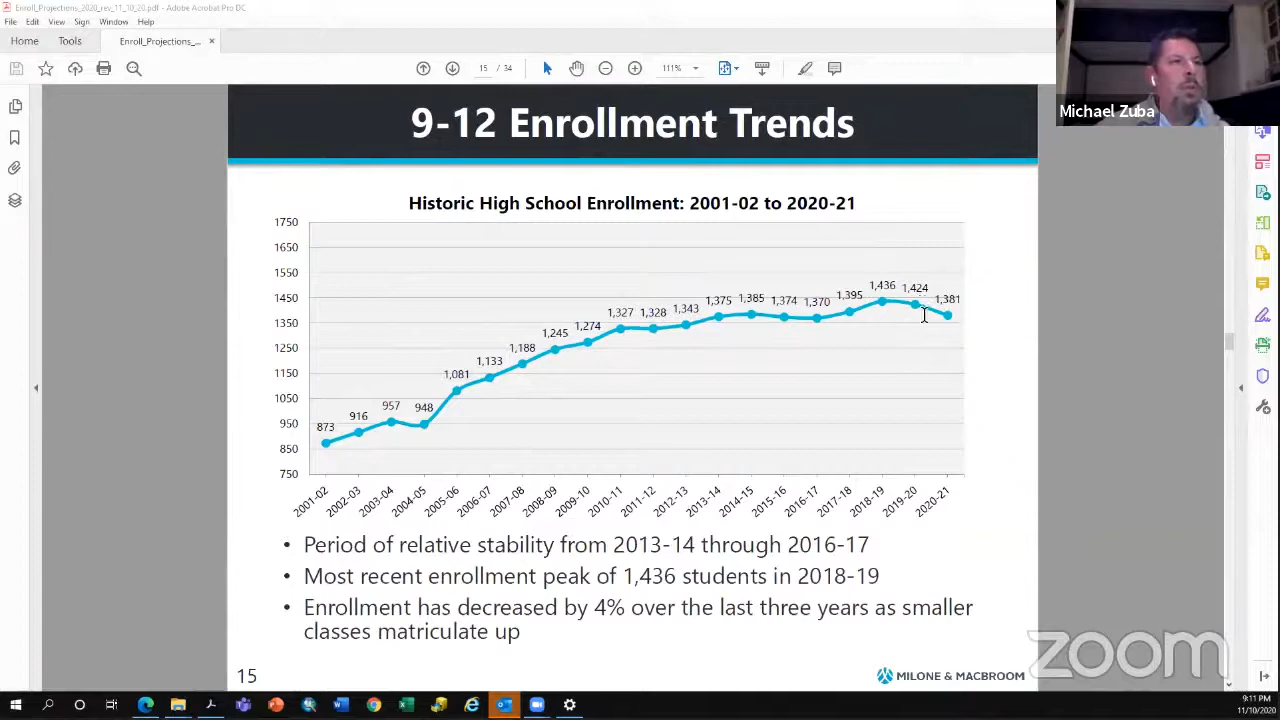 Enroll_Projections_2020_rev_11_10_20.pdf - Adobe Acrobat Pro DC
File Edit View Sign Window Help
Home Tools Enroll_Projections_... ×
15 / 34 111%
Michael Zuba
9-12 Enrollment Trends
Historic High School Enrollment: 2001-02 to 2020-21
1750
1650
1550
1450
1350
1250
1150
1050
950
850
750
873 916 957 948 1,081 1,133 1,188 1,245 1,274 1,327 1,328 1,343 1,375 1,385 1,374 1,370 1,395 1,436 1,424 1,381
2001-02 2002-03 2003-04 2004-05 2005-06 2006-07 2007-08 2008-09 2009-10 2010-11 2011-12 2012-13 2013-14 2014-15 2015-16 2016-17 2017-18 2018-19 2019-20 2020-21
• Period of relative stability from 2013-14 through 2016-17
• Most recent enrollment peak of 1,436 students in 2018-19
• Enrollment has decreased by 4% over the last three years as smaller
classes matriculate up
15
MILONE & MACBROOM
zoom
9:11 PM
11/10/2020